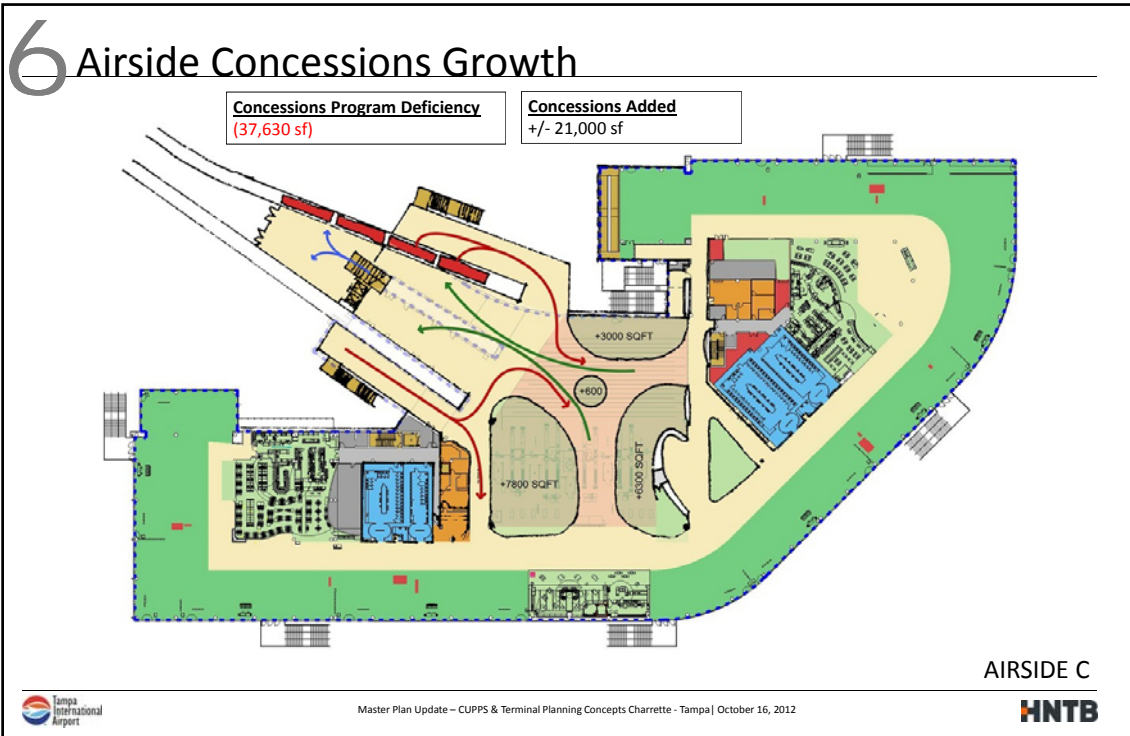 6 Airside Concessions Growth
Concessions Program Deficiency
(37,630 sf)
Concessions Added
+/- 21,000 sf
+3000 SQFT
+600
+7800 SQFT
+6300 SQFT
AIRSIDE C
Tampa
International
Airport
Master Plan Update – CUPPS & Terminal Planning Concepts Charrette - Tampa| October 16, 2012
HNTB